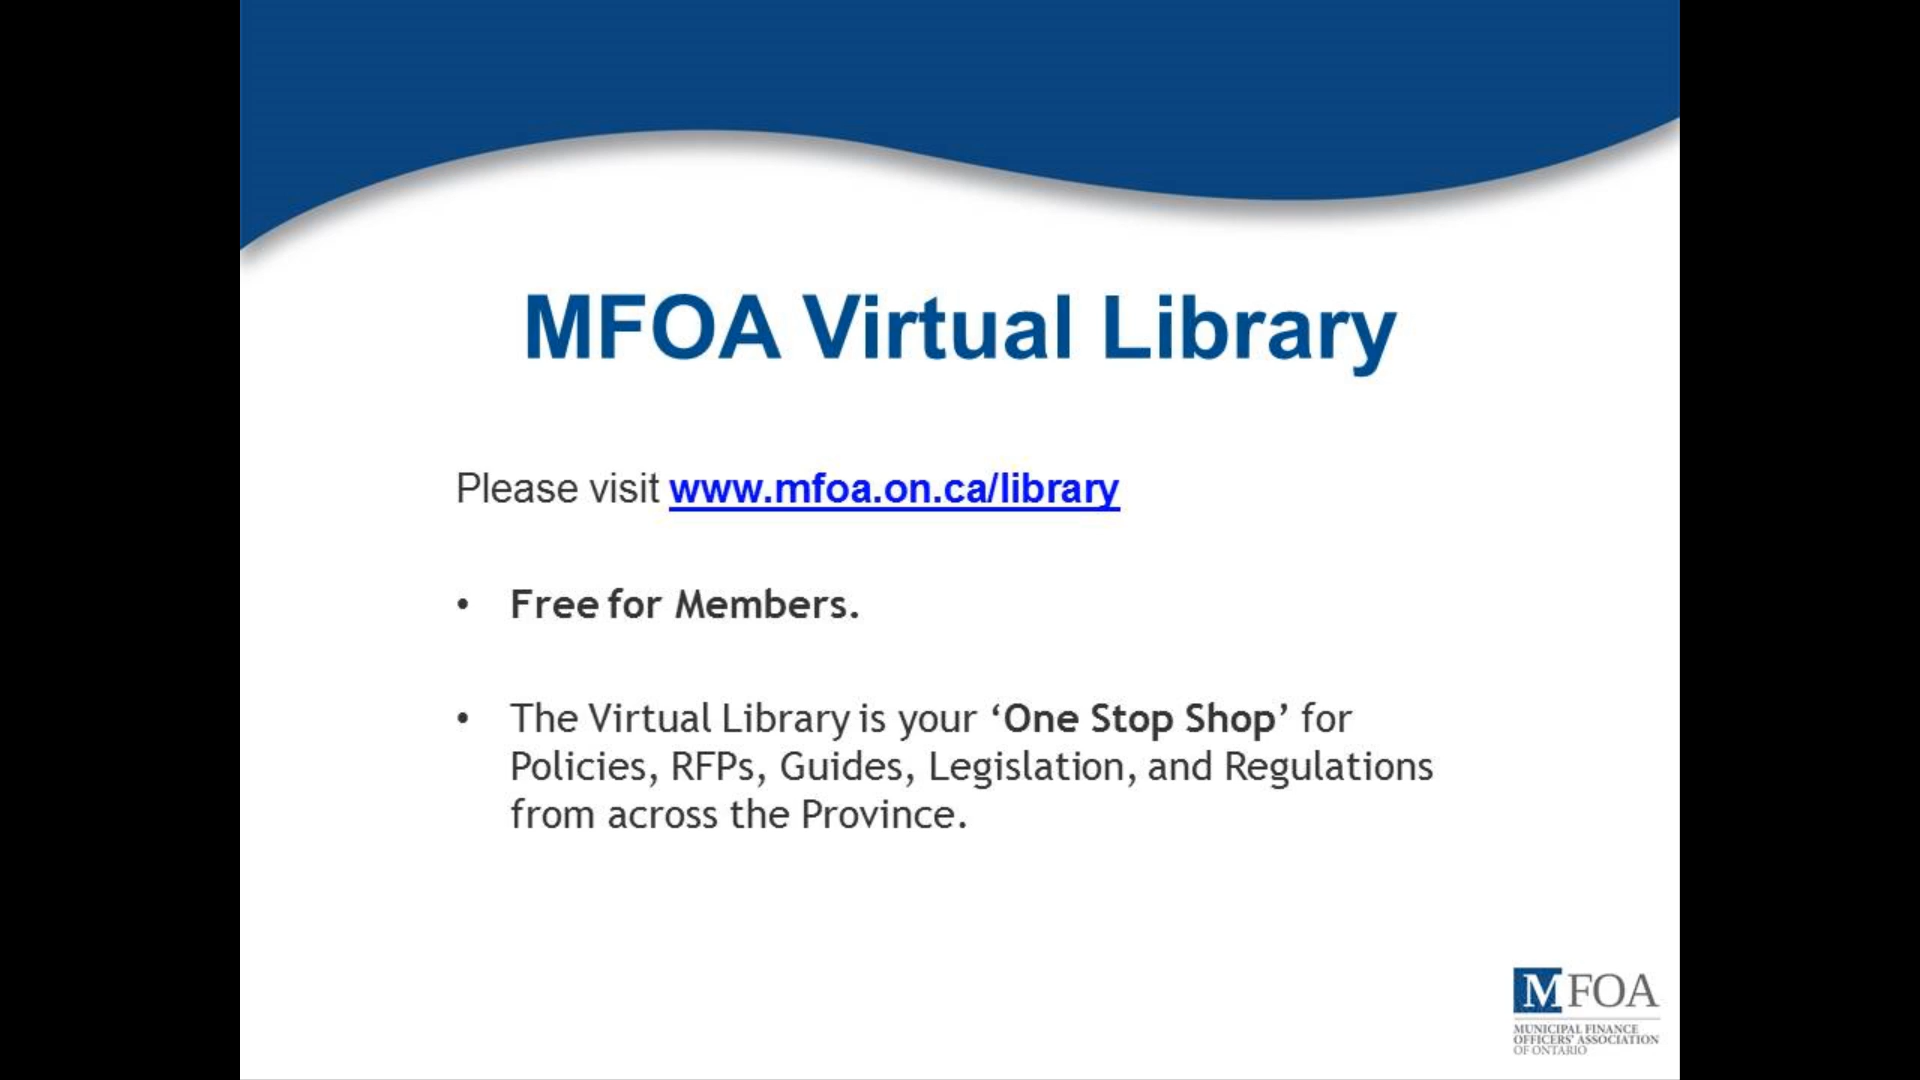 MFOA Virtual Library
Please visit www.mfoa.on.ca/library
• Free for Members.
• The Virtual Library is your ‘One Stop Shop’ for
Policies, RFPs, Guides, Legislation, and Regulations
from across the Province.
MFOA
MUNICIPAL FINANCE
OFFICERS' ASSOCIATION
OF ONTARIO